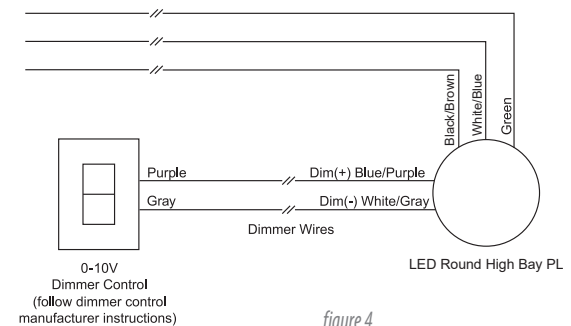 Black/Brown
White/Blue
Green
Purple
Dim(+) Blue/Purple
Gray
Dim(-) White/Gray
Dimmer Wires
0-10V
Dimmer Control
(follow dimmer control
manufacturer instructions)
LED Round High Bay PL
figure 4